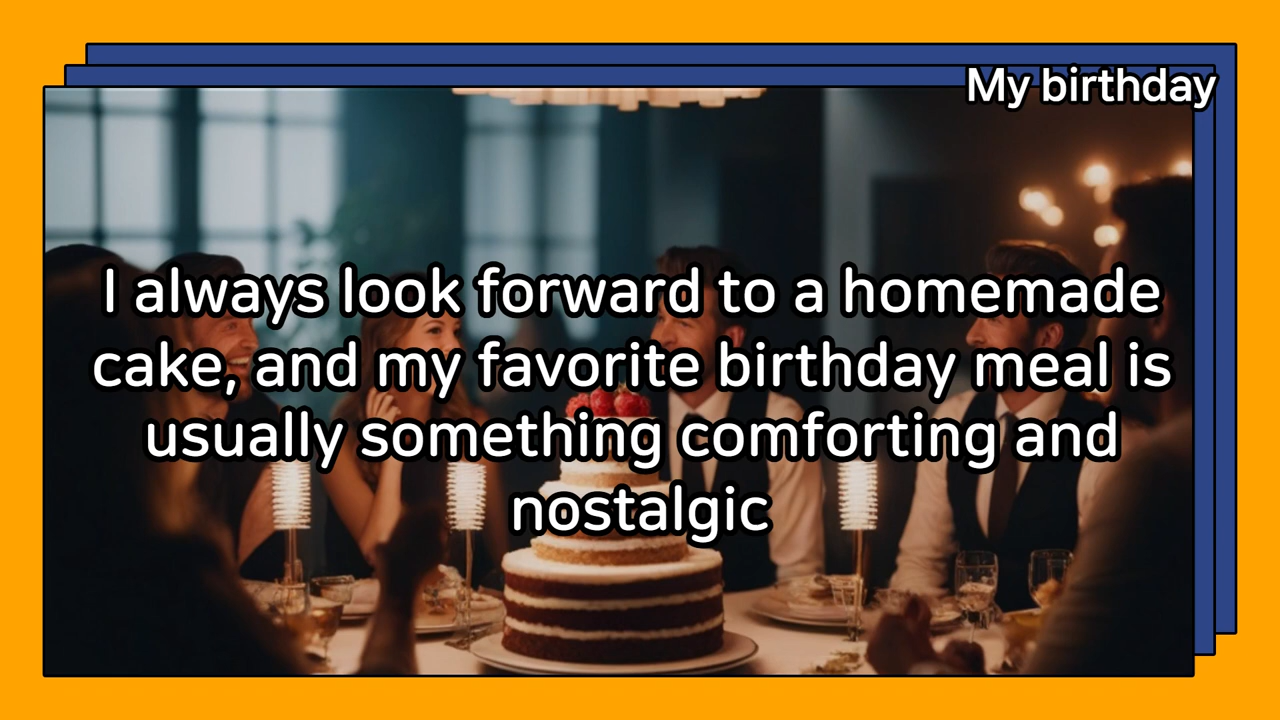 My birthday
I always look forward to a homemade
cake, and my favorite birthday meal is
usually something comforting and
nostalgic